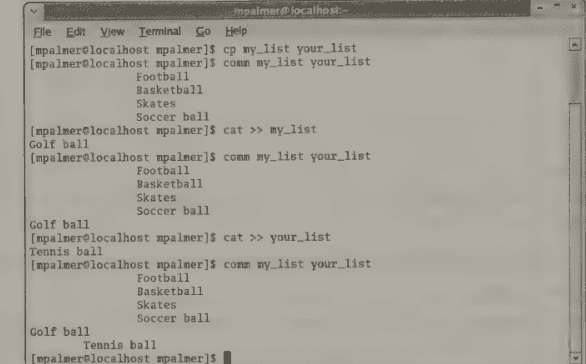 mpalmer@localhost:~
File Edit View Terminal Go Help
[mpalmer@localhost mpalmer]$ cp my_list your_list
[mpalmer@localhost mpalmer]$ comm my_list your_list
Football
Basketball
Skates
Soccer ball
[mpalmer@localhost mpalmer]$ cat >> my_list
Golf ball
[mpalmer@localhost mpalmer]$ comm my_list your_list
Football
Basketball
Skates
Soccer ball
Golf ball
[mpalmer@localhost mpalmer]$ cat >> your_list
Tennis ball
[mpalmer@localhost mpalmer]$ comm my_list your_list
Football
Basketball
Skates
Soccer ball
Golf ball
Tennis ball
[mpalmer@localhost mpalmer]$